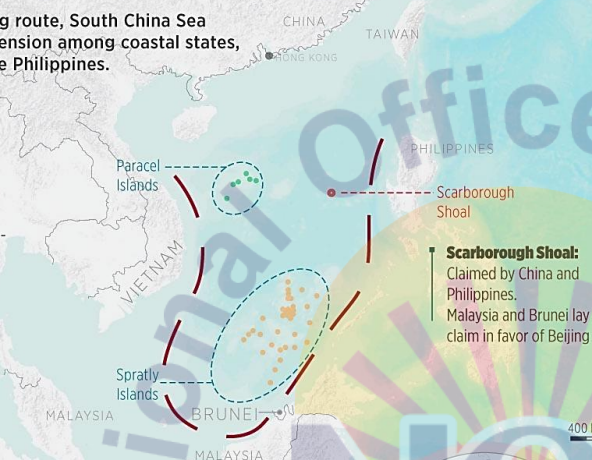 g route, South China Sea
ension among coastal states,
e Philippines.
CHINA
TAIWAN
HONG KONG
PHILIPPINES
Paracel
Islands
Scarborough
Shoal
VIETNAM
Scarborough Shoal:
Claimed by China and
Philippines.
Malaysia and Brunei lay
claim in favor of Beijing
Spratly
Islands
MALAYSIA
BRUNEI
MALAYSIA
400
ional Office